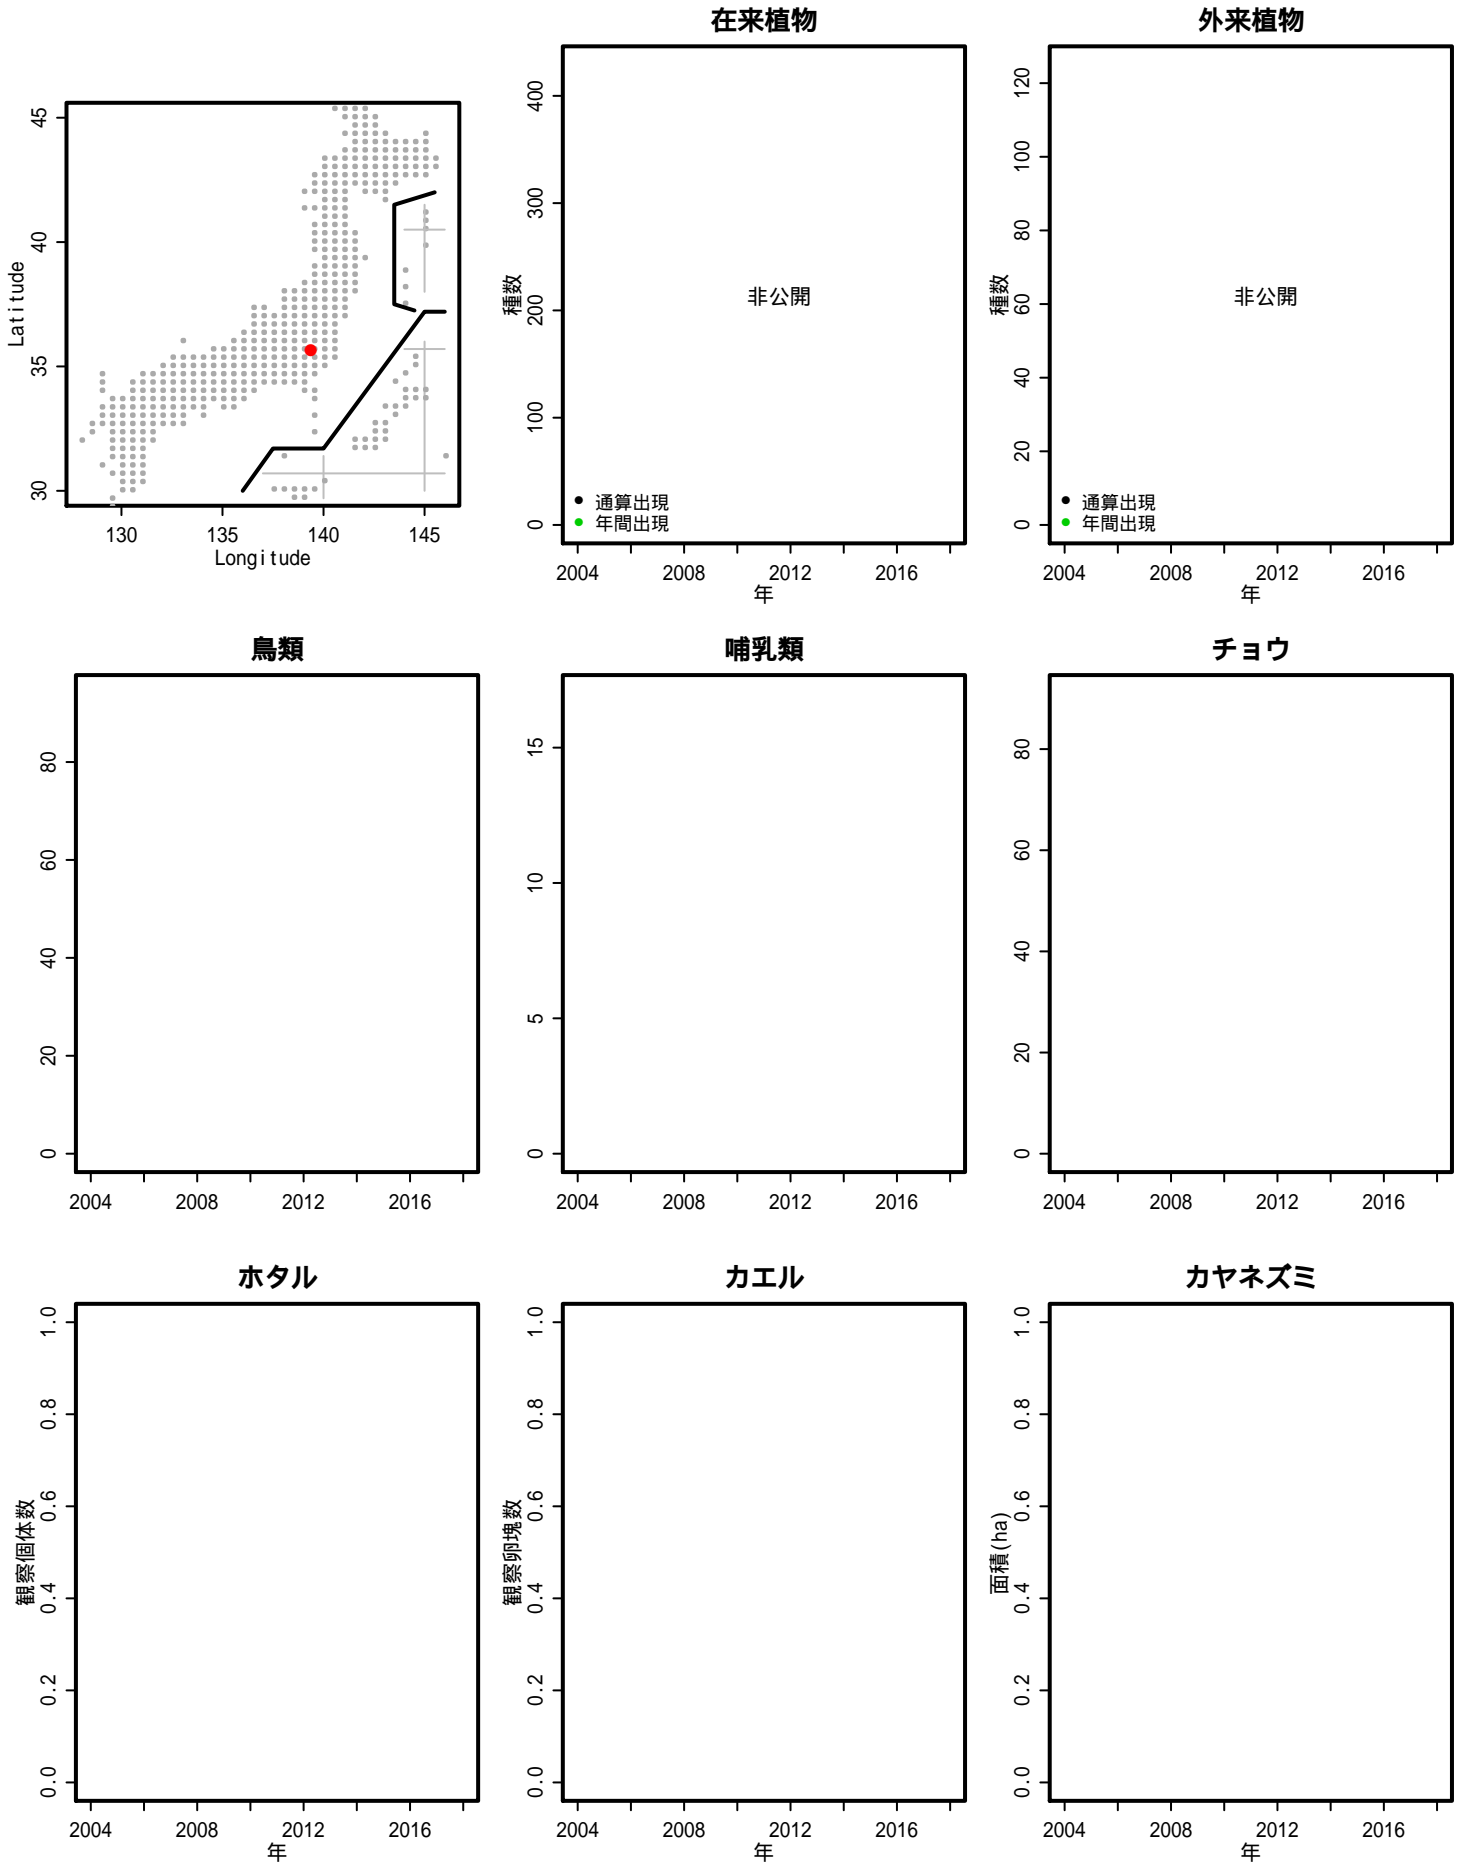 在来植物
外来植物
45
40
35
30
Latitude
130 135 140 145
Longitude
400
300
200
100
0
種数
非公開
通算出現
年間出現
2004 2008 2012 2016
年
120
100
80
60
40
20
0
種数
非公開
通算出現
年間出現
2004 2008 2012 2016
年
鳥類
80
60
40
20
0
2004 2008 2012 2016
哺乳類
15
10
5
0
2004 2008 2012 2016
チョウ
80
60
40
20
0
2004 2008 2012 2016
ホタル
1.0
0.8
0.6
0.4
0.2
0.0
観察個体数
2004 2008 2012 2016
年
カエル
1.0
0.8
0.6
0.4
0.2
0.0
観察卵塊数
2004 2008 2012 2016
年
カヤネズミ
1.0
0.8
0.6
0.4
0.2
0.0
面積(ha)
2004 2008 2012 2016
年